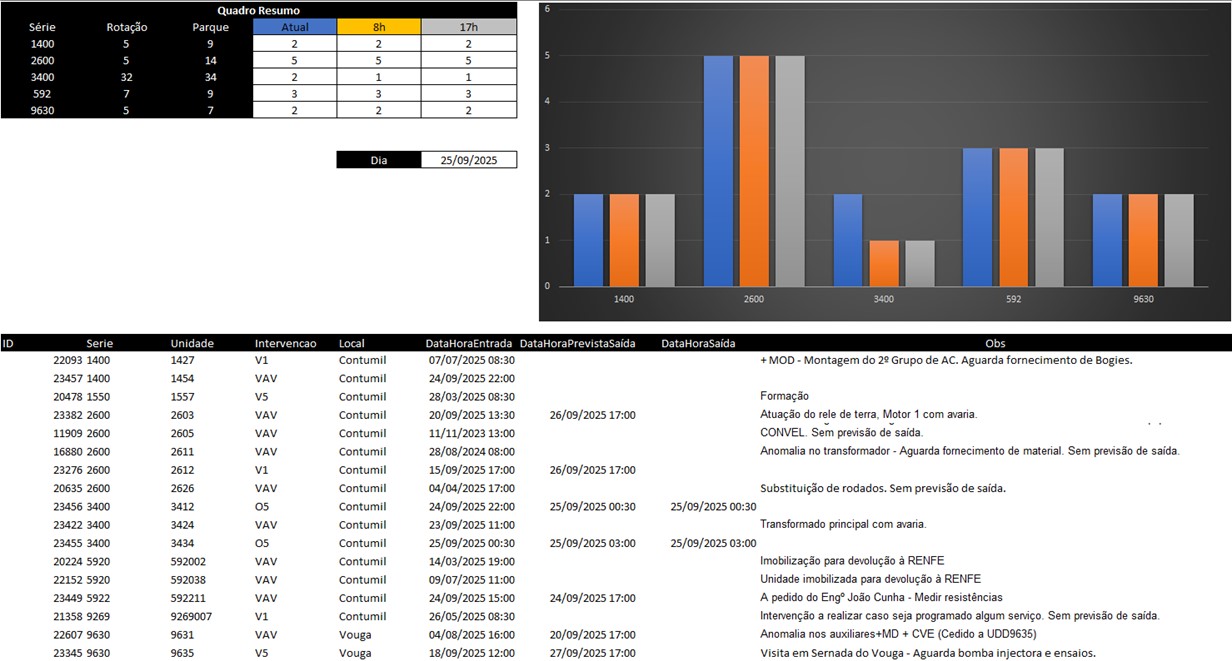 Quadro Resumo
Série Rotação Parque Atual 8h 17h
1400 5 9 2 2 2
2600 5 14 5 5 5
3400 32 34 2 1 1
592 7 9 3 3 3
9630 5 7 2 2 2
Dia 25/09/2025
6
5
4
3
2
1
0
1400 2600 3400 592 9630
ID Serie Unidade Intervencao Local DataHoraEntrada DataHoraPrevistaSaída DataHoraSaída Obs
22093 1400 1427 V1 Contumil 07/07/2025 08:30 + MOD - Montagem do 2º Grupo de AC. Aguarda fornecimento de Bogies.
23457 1400 1454 VAV Contumil 24/09/2025 22:00
20478 1550 1557 V5 Contumil 28/03/2025 08:30 Formação
23382 2600 2603 VAV Contumil 20/09/2025 13:30 26/09/2025 17:00 Atuação do rele de terra, Motor 1 com avaria.
11909 2600 2605 VAV Contumil 11/11/2023 13:00 CONVEL. Sem previsão de saída.
16880 2600 2611 VAV Contumil 28/08/2024 08:00 Anomalia no transformador - Aguarda fornecimento de material. Sem previsão de saída.
23276 2600 2612 V1 Contumil 15/09/2025 17:00 26/09/2025 17:00
20635 2600 2626 VAV Contumil 04/04/2025 17:00 Substituição de rodados. Sem previsão de saída.
23456 3400 3412 O5 Contumil 24/09/2025 22:00 25/09/2025 00:30 25/09/2025 00:30
23422 3400 3424 VAV Contumil 23/09/2025 11:00 Transformado principal com avaria.
23455 3400 3434 O5 Contumil 25/09/2025 00:30 25/09/2025 03:00 25/09/2025 03:00
20224 5920 592002 VAV Contumil 14/03/2025 19:00 Imobilização para devolução à RENFE
22152 5920 592038 VAV Contumil 09/07/2025 11:00 Unidade imobilizada para devolução à RENFE
23449 5922 592211 VAV Contumil 24/09/2025 15:00 24/09/2025 17:00 A pedido do Engº João Cunha - Medir resistências
21358 9269 9269007 V1 Contumil 26/05/2025 08:30 Intervenção a realizar caso seja programado algum serviço. Sem previsão de saída.
22607 9630 9631 VAV Vouga 04/08/2025 16:00 20/09/2025 17:00 Anomalia nos auxiliares+MD + CVE (Cedido a UDD9635)
23345 9630 9635 V5 Vouga 18/09/2025 12:00 27/09/2025 17:00 Visita em Sernada do Vouga - Aguarda bomba injectora e ensaios.